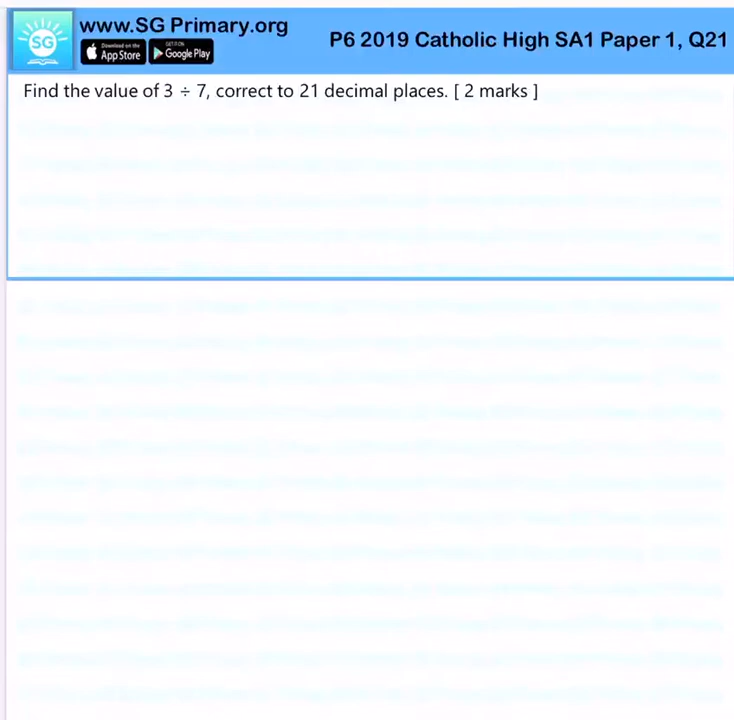 www.SG Primary.org
SG
Download on the
App Store
GET IT ON
Google Play
P6 2019 Catholic High SA1 Paper 1, Q21
Find the value of 3 ÷ 7, correct to 21 decimal places. [ 2 marks ]